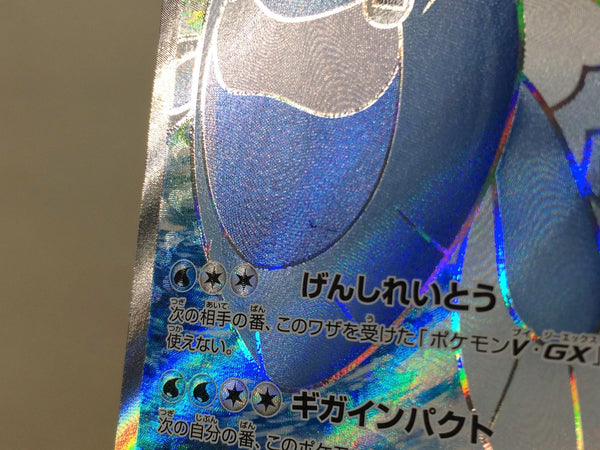 げんしれいとう
次の相手の番、このワザを受けた「ポケモンV・GX」
使えない。
ギガインパクト
次の自分の番、このポケモ